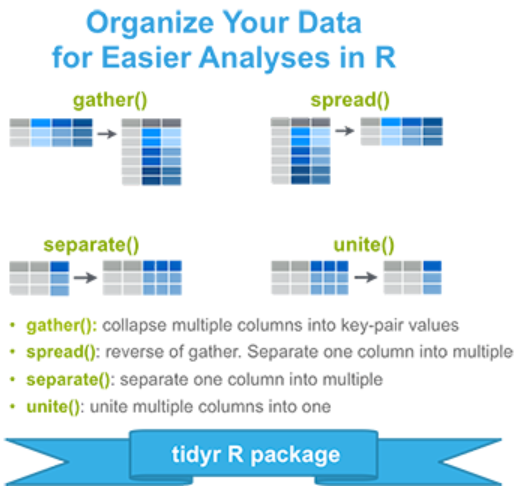 Organize Your Data
for Easier Analyses in R
gather()
spread()
separate()
unite()
• gather(): collapse multiple columns into key-pair values
• spread(): reverse of gather. Separate one column into multiple
• separate(): separate one column into multiple
• unite(): unite multiple columns into one
tidyr R package